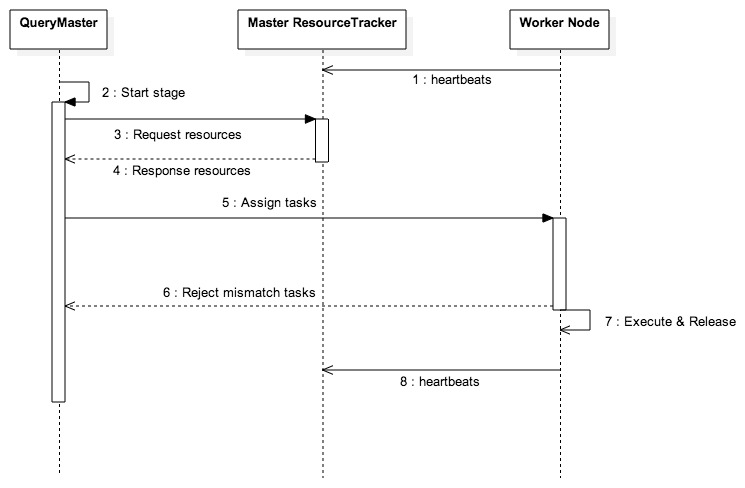 QueryMaster
Master ResourceTracker
Worker Node
1 : heartbeats
2 : Start stage
3 : Request resources
4 : Response resources
5 : Assign tasks
6 : Reject mismatch tasks
7 : Execute & Release
8 : heartbeats